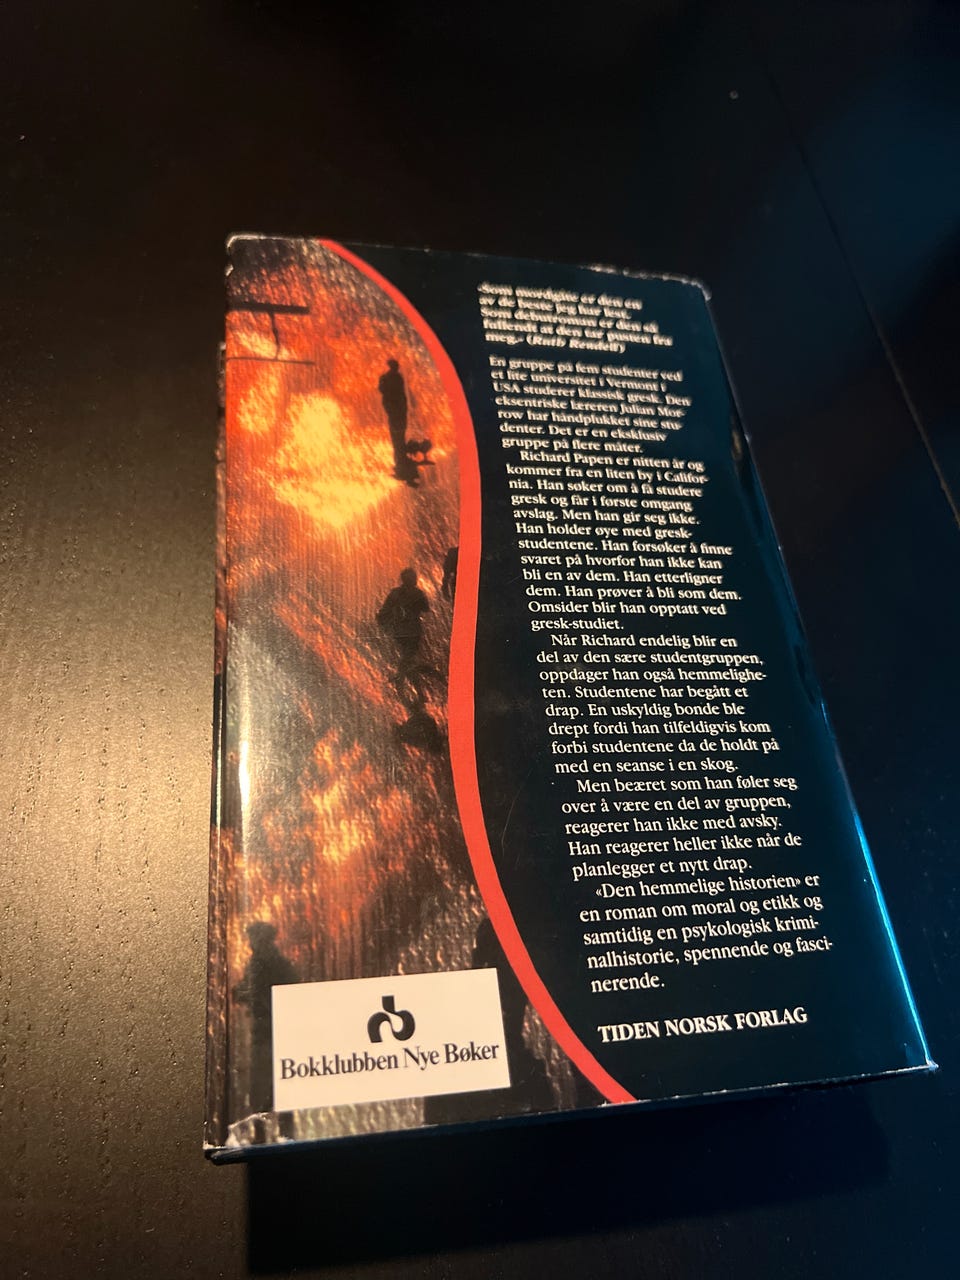 «Som mordgåte er den en
av de beste jeg har lest.
Som debutroman er den så
fullendt at den tar pusten fra
meg.» (Ruth Rendell)
En gruppe på fem studenter ved
et lite universitet i Vermont i
USA studerer klassisk gresk. Den
eksentriske læreren Julian Mor-
row har håndplukket sine stu-
denter. Det er en eksklusiv
gruppe på flere måter.
Richard Papen er nitten år og
kommer fra en liten by i Califor-
nia. Han søker om å få studere
gresk og får i første omgang
avslag. Men han gir seg ikke.
Han holder øye med gresk-
studentene. Han forsøker å finne
svaret på hvorfor han ikke kan
bli en av dem. Han etterligner
dem. Han prøver å bli som dem.
Omsider blir han opptatt ved
gresk-studiet.
Når Richard endelig blir en
del av den sære studentgruppen,
oppdager han også hemmelighe-
ten. Studentene har begått et
drap. En uskyldig bonde ble
drept fordi han tilfeldigvis kom
forbi studentene da de holdt på
med en seanse i en skog.
Men beæret som han føler seg
over å være en del av gruppen,
reagerer han ikke med avsky.
Han reagerer heller ikke når de
planlegger et nytt drap.
«Den hemmelige historien» er
en roman om moral og etikk og
samtidig en psykologisk krimi-
nalhistorie, spennende og fasci-
nerende.
TIDEN NORSK FORLAG
Bokklubben Nye Bøker